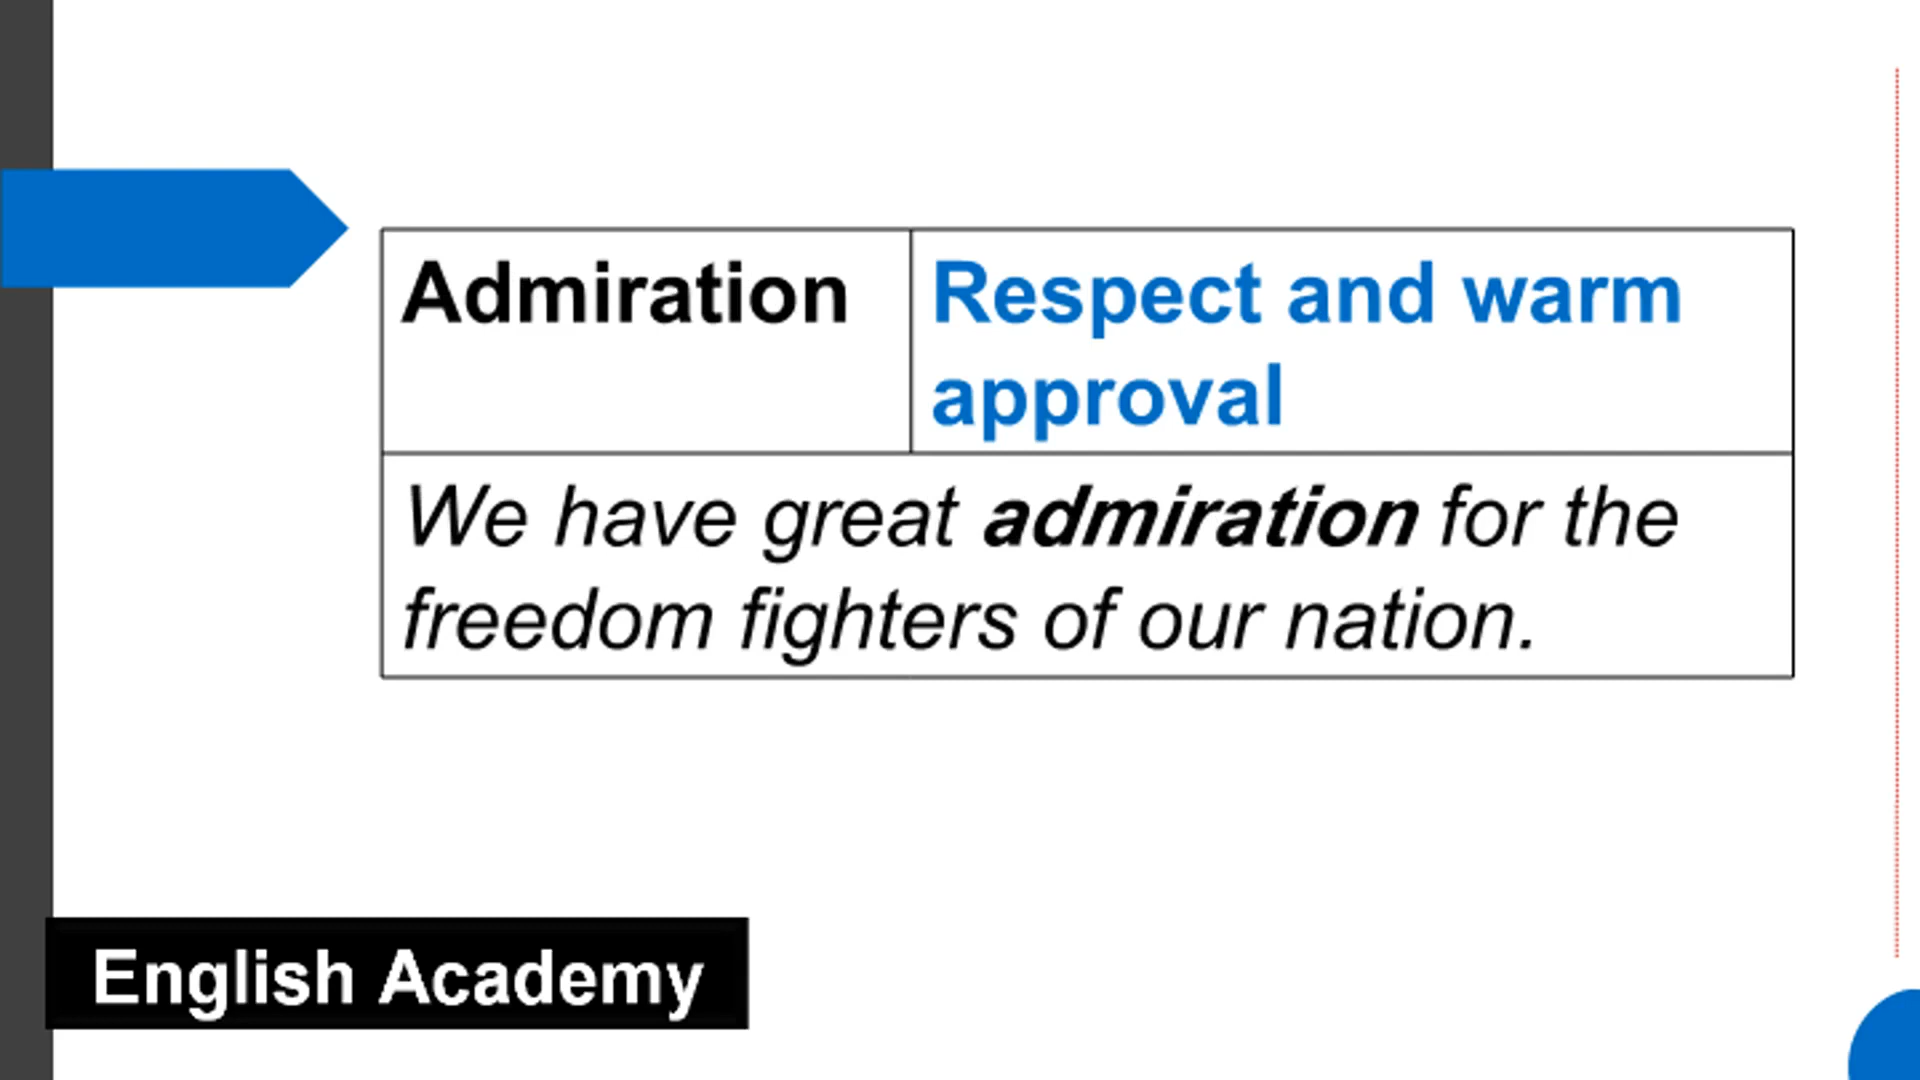 Admiration
Respect and warm
approval
We have great admiration for the
freedom fighters of our nation.
English Academy